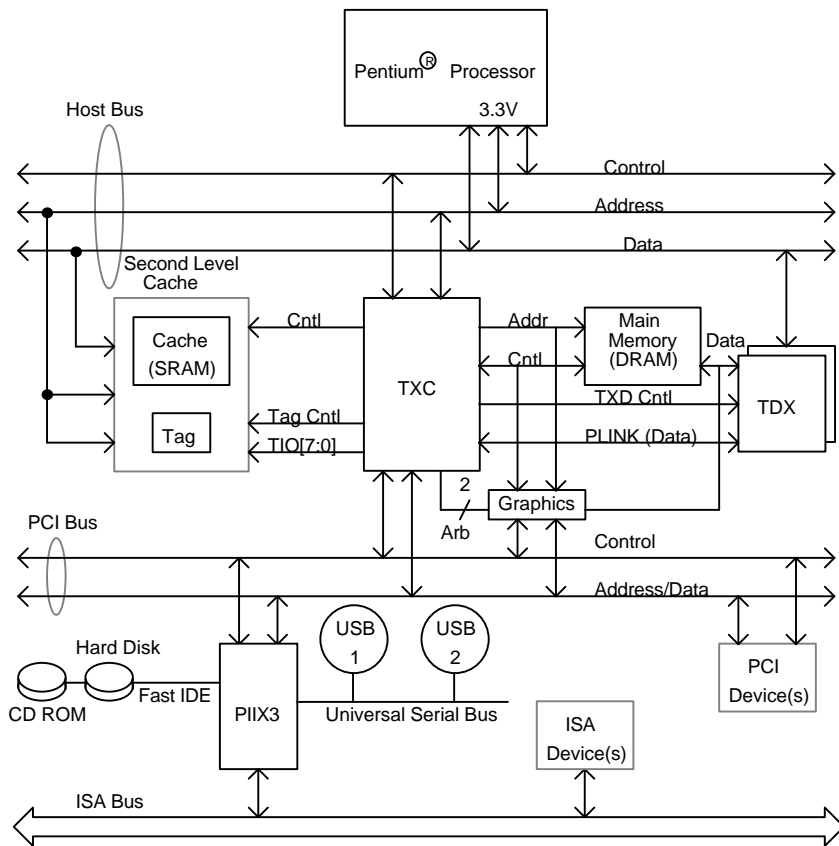 Pentium® Processor
3.3V
Host Bus
Control
Address
Data
Second Level
Cache
Cache
(SRAM)
Tag
Cntl
Tag Cntl
TIO[7:0]
TXC
Addr
Cntl
Main
Memory
(DRAM)
Data
TXD Cntl
PLINK (Data)
TDX
2
Arb
Graphics
PCI Bus
Control
Address/Data
Hard Disk
CD ROM
Fast IDE
PIIX3
USB
1
USB
2
Universal Serial Bus
ISA
Device(s)
PCI
Device(s)
ISA Bus